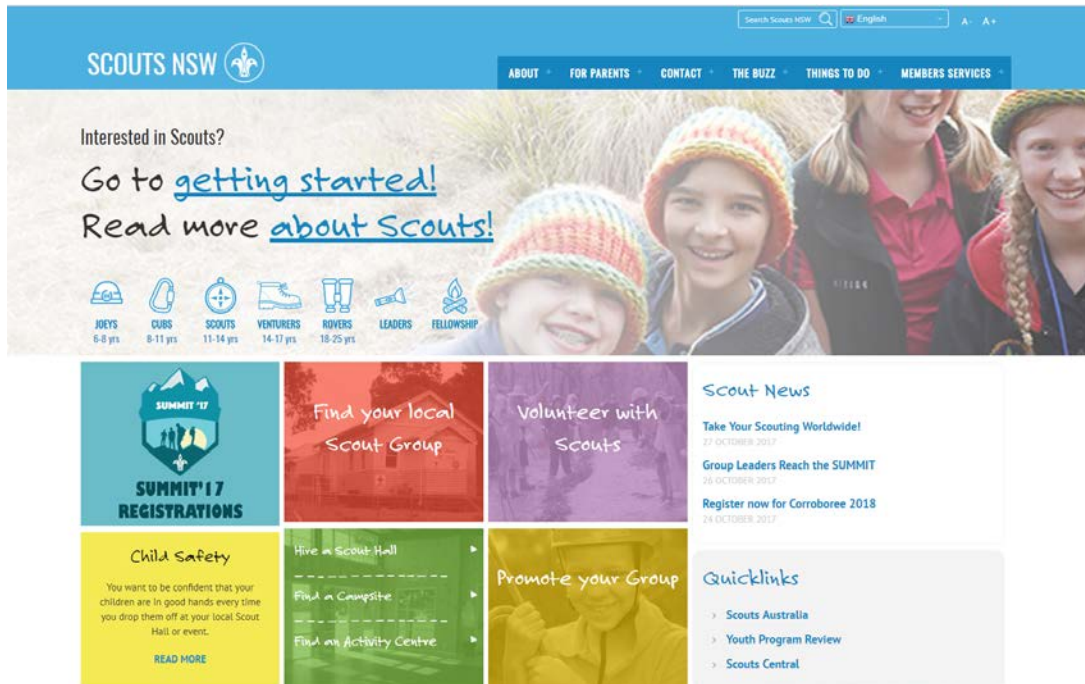 Search Scouts NSW
English
A- A+
SCOUTS NSW
ABOUT +
FOR PARENTS +
CONTACT +
THE BUZZ +
THINGS TO DO +
MEMBERS SERVICES +
Interested in Scouts?
Go to getting started!
Read more about Scouts!
JOEYS
6-8 yrs
CUBS
8-11 yrs
SCOUTS
11-14 yrs
VENTURERS
14-17 yrs
ROVERS
18-25 yrs
LEADERS
FELLOWSHIP
SUMMIT '17
SUMMIT'17
REGISTRATIONS
Find your local
Scout Group
Volunteer with
Scouts
Scout News
Take Your Scouting Worldwide!
27 OCTOBER 2017
Group Leaders Reach the SUMMIT
26 OCTOBER 2017
Register now for Corroboree 2018
24 OCTOBER 2017
Child Safety
You want to be confident that your
children are in good hands every time
you drop them off at your local Scout
Hall or event.
READ MORE
Hire a Scout Hall
Find a Campsite
Find an Activity Centre
Promote your Group
Quicklinks
> Scouts Australia
> Youth Program Review
> Scouts Central